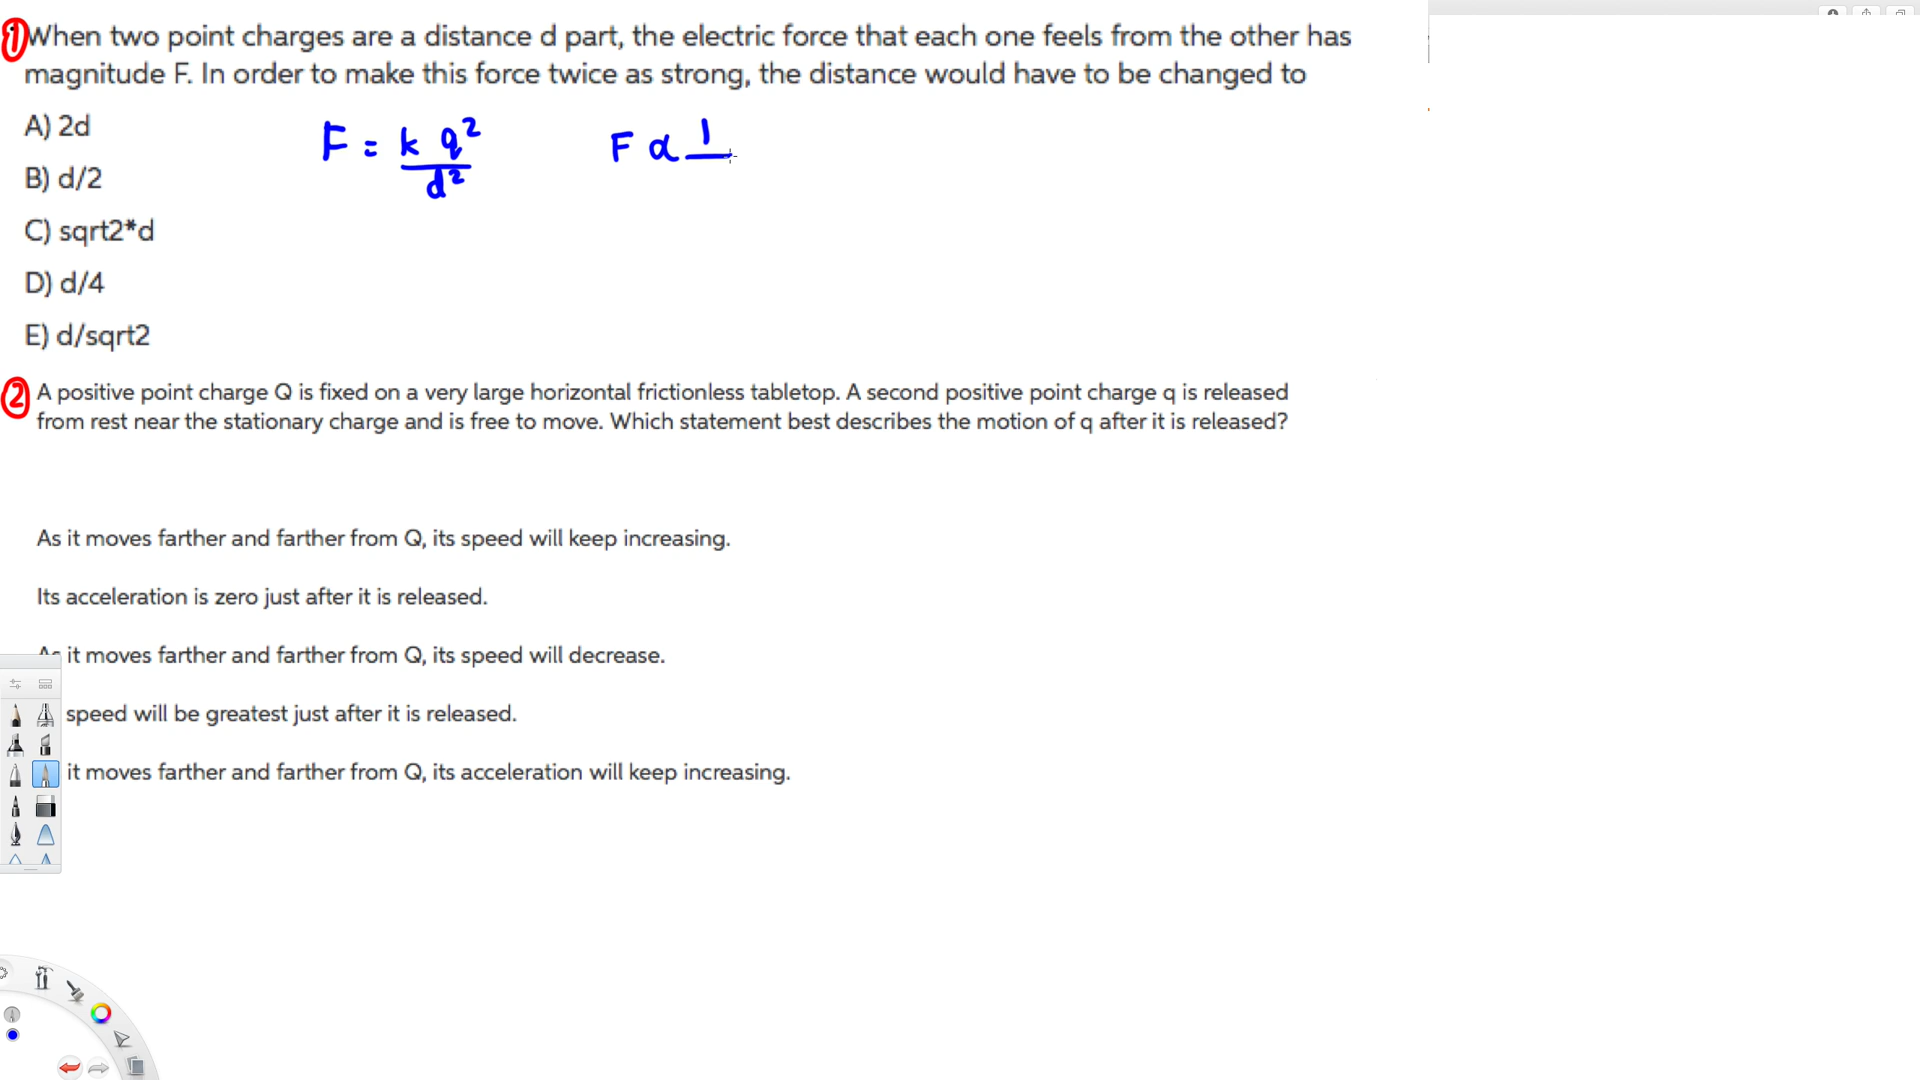 ① When two point charges are a distance d part, the electric force that each one feels from the other has
magnitude F. In order to make this force twice as strong, the distance would have to be changed to
A) 2d
B) d/2
C) sqrt2*d
D) d/4
E) d/sqrt2
F = k q² / d²
F ∝ 1
② A positive point charge Q is fixed on a very large horizontal frictionless tabletop. A second positive point charge q is released
from rest near the stationary charge and is free to move. Which statement best describes the motion of q after it is released?
As it moves farther and farther from Q, its speed will keep increasing.
Its acceleration is zero just after it is released.
As it moves farther and farther from Q, its speed will decrease.
speed will be greatest just after it is released.
it moves farther and farther from Q, its acceleration will keep increasing.